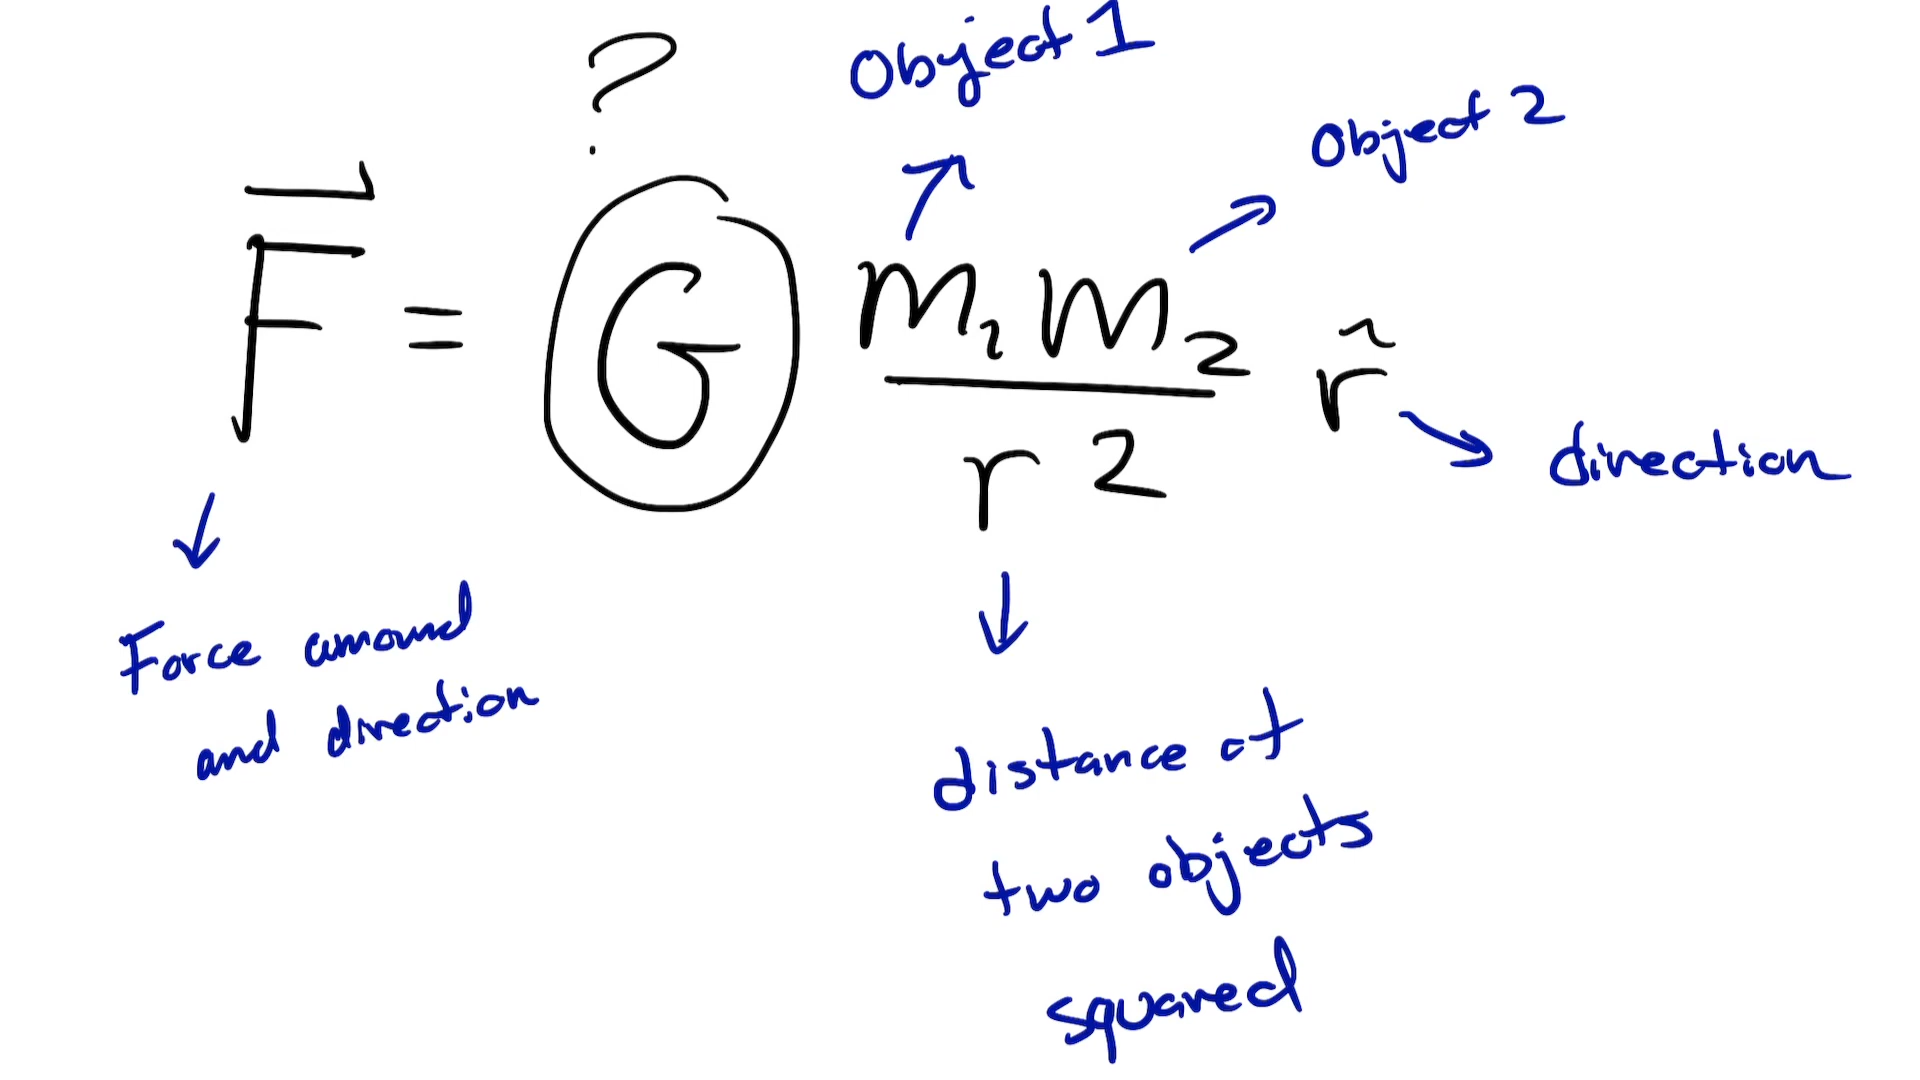 ?
Object 1
Object 2
F = G m₁m₂ / r² r̂
direction
Force amound
and direction
distance of
two objects
squared